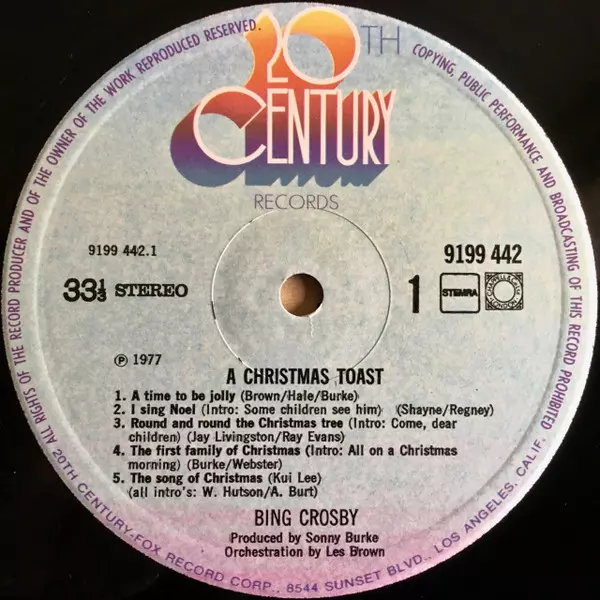 ALL RIGHTS OF THE RECORD PRODUCER AND OF THE OWNER OF THE WORK REPRODUCED RESERVED.
COPYING, PUBLIC PERFORMANCE AND BROADCASTING OF THIS RECORD PROHIBITED
20TH
CENTURY
RECORDS
9199 442.1
9199 442
33⅓ STEREO
1
STEMRA
℗ 1977
A CHRISTMAS TOAST
1. A time to be jolly (Brown/Hale/Burke)
2. I sing Noel (Intro: Some children see him) (Shayne/Regney)
3. Round and round the Christmas tree (Intro: Come, dear
children) (Jay Livingston/Ray Evans)
4. The first family of Christmas (Intro: All on a Christmas
morning) (Burke/Webster)
5. The song of Christmas (Kui Lee)
(all intro's: W. Hutson/A. Burt)
BING CROSBY
Produced by Sonny Burke
Orchestration by Les Brown
20TH CENTURY-FOX RECORD CORP., 8544 SUNSET BLVD., LOS ANGELES, CALIF.